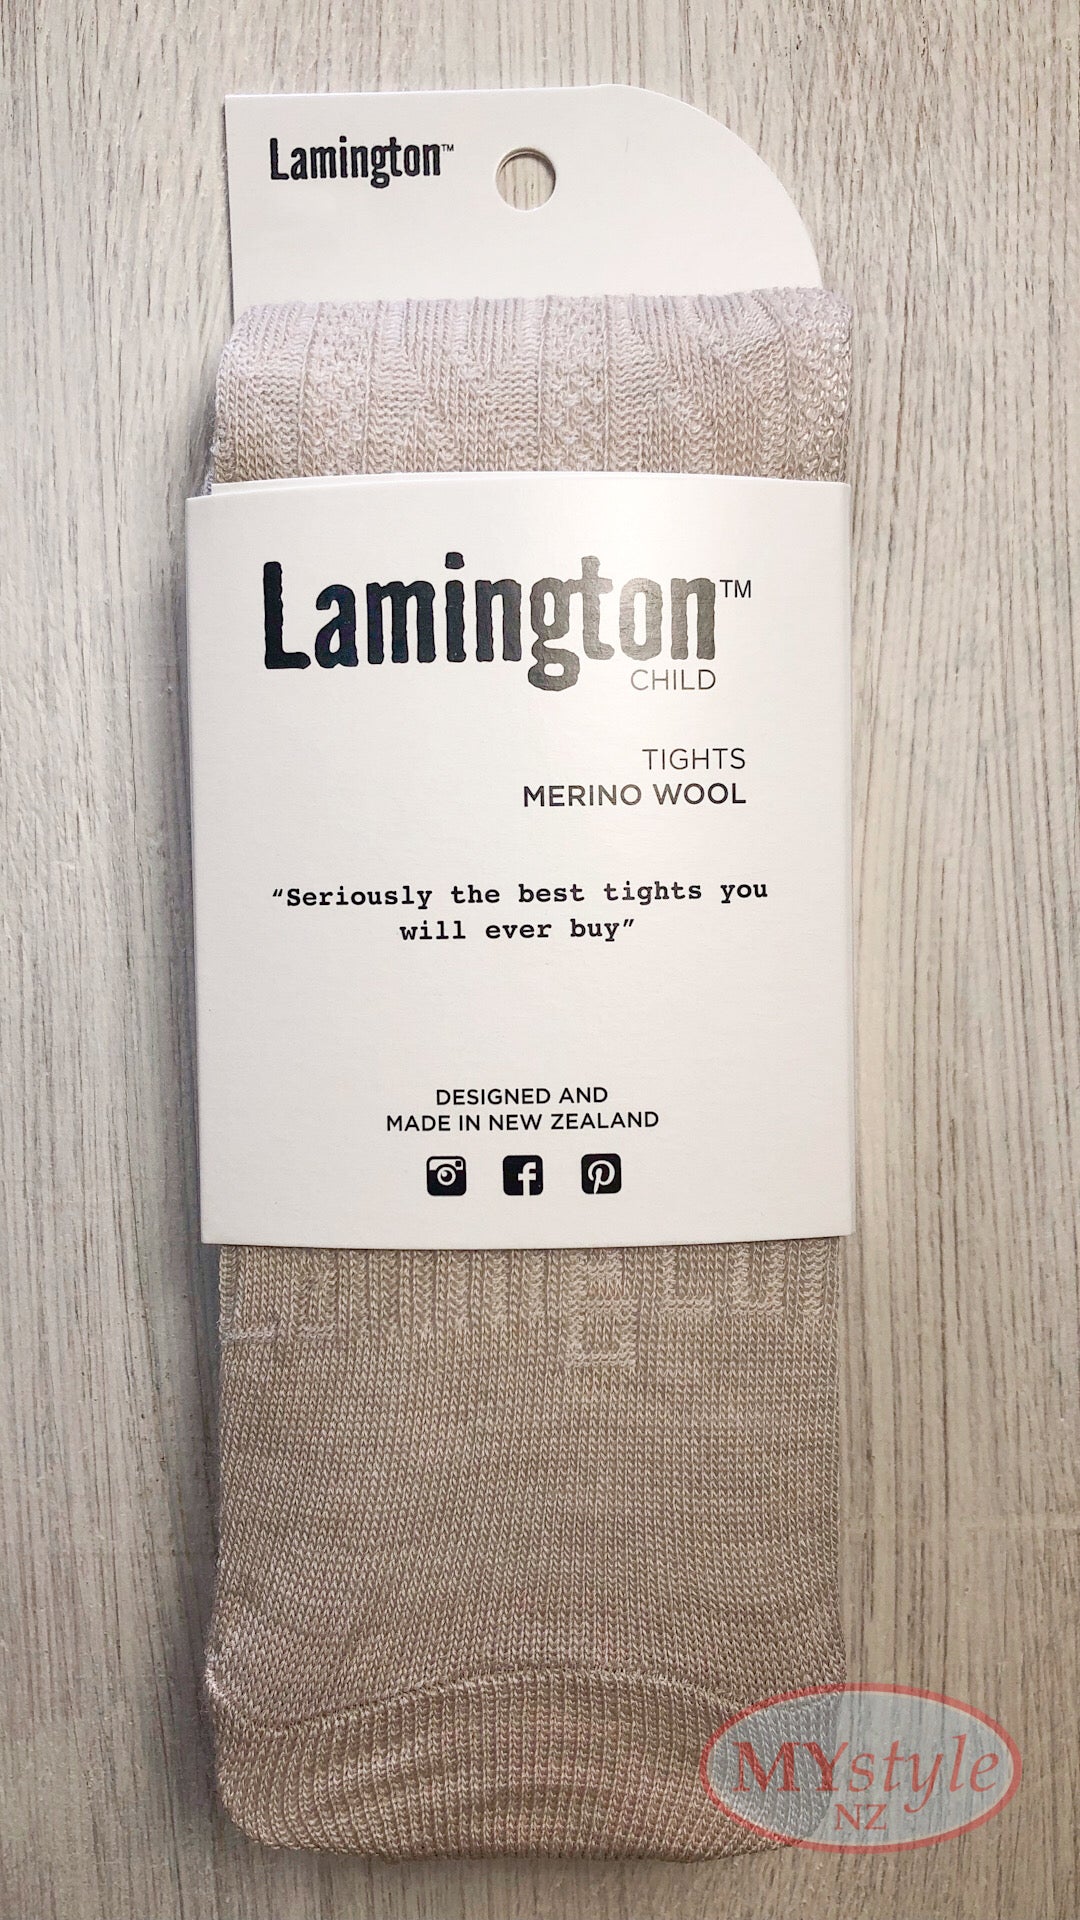 Lamington™
Lamington™
CHILD
TIGHTS
MERINO WOOL
“Seriously the best tights you
will ever buy”
DESIGNED AND
MADE IN NEW ZEALAND
MYstyle
NZ